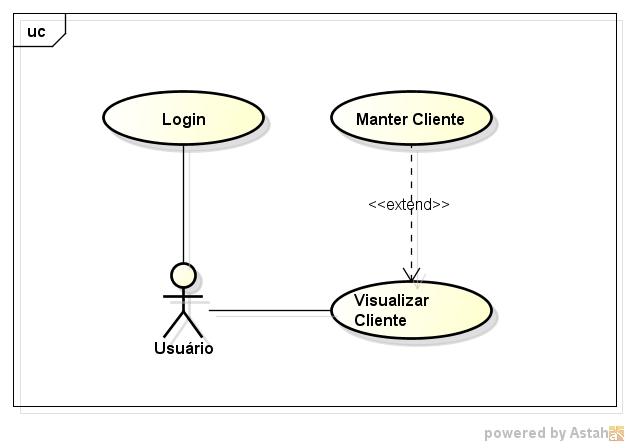 uc
Login
Manter Cliente
<<extend>>
Visualizar
Cliente
Usuário
powered by Astah